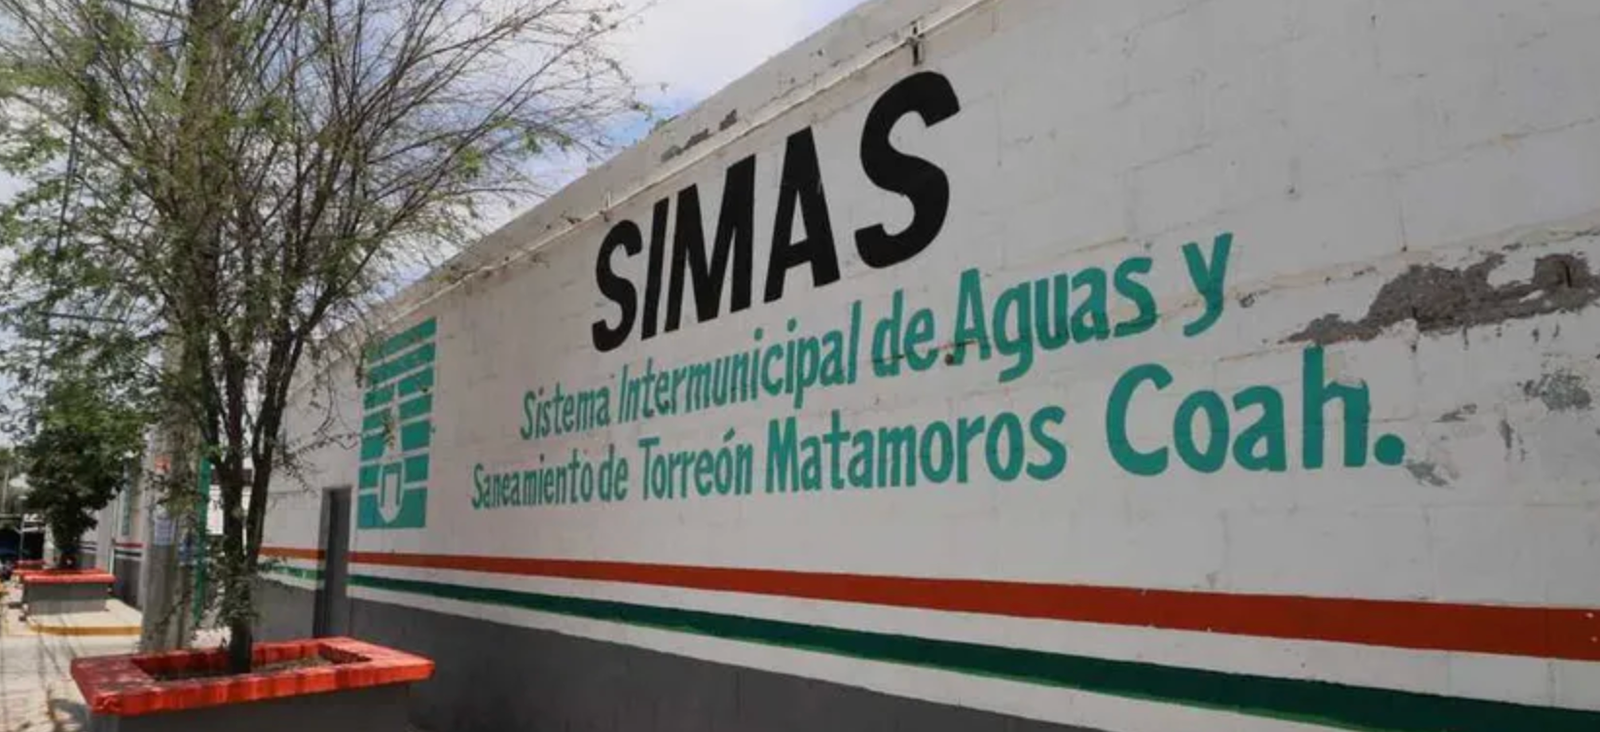 SIMAS
Sistema Intermunicipal de Aguas y
Saneamiento de Torreón Matamoros Coah.